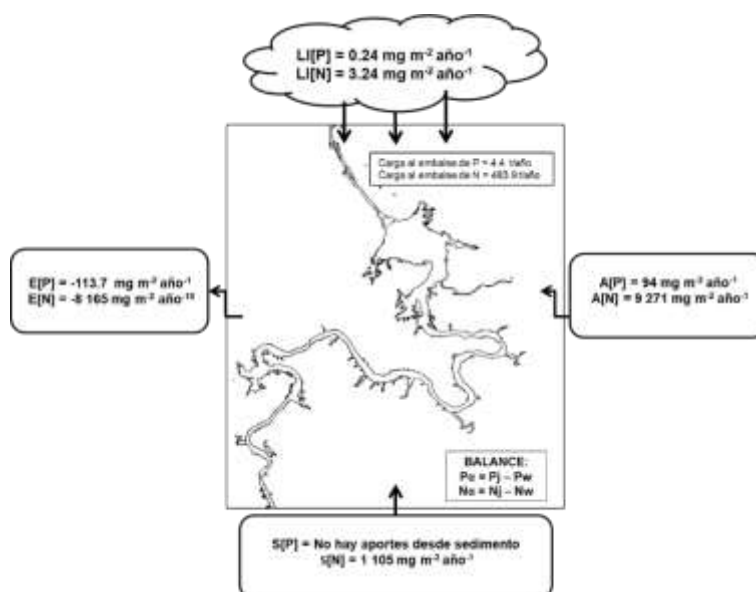 LI[P] = 0.24 mg m-2 año-1
LI[N] = 3.24 mg m-2 año-1
Carga al embalse de P = 4.4 t/año
Carga al embalse de N = 483.9 t/año
E[P] = -113.7 mg m-2 año-1
E[N] = -8 165 mg m-2 año-15
A[P] = 94 mg m-2 año-1
A[N] = 9 271 mg m-2 año-1
BALANCE:
Po = Pj – Pw
No = Nj – Nw
S[P] = No hay aportes desde sedimento
S[N] = 1 105 mg m-2 año-1